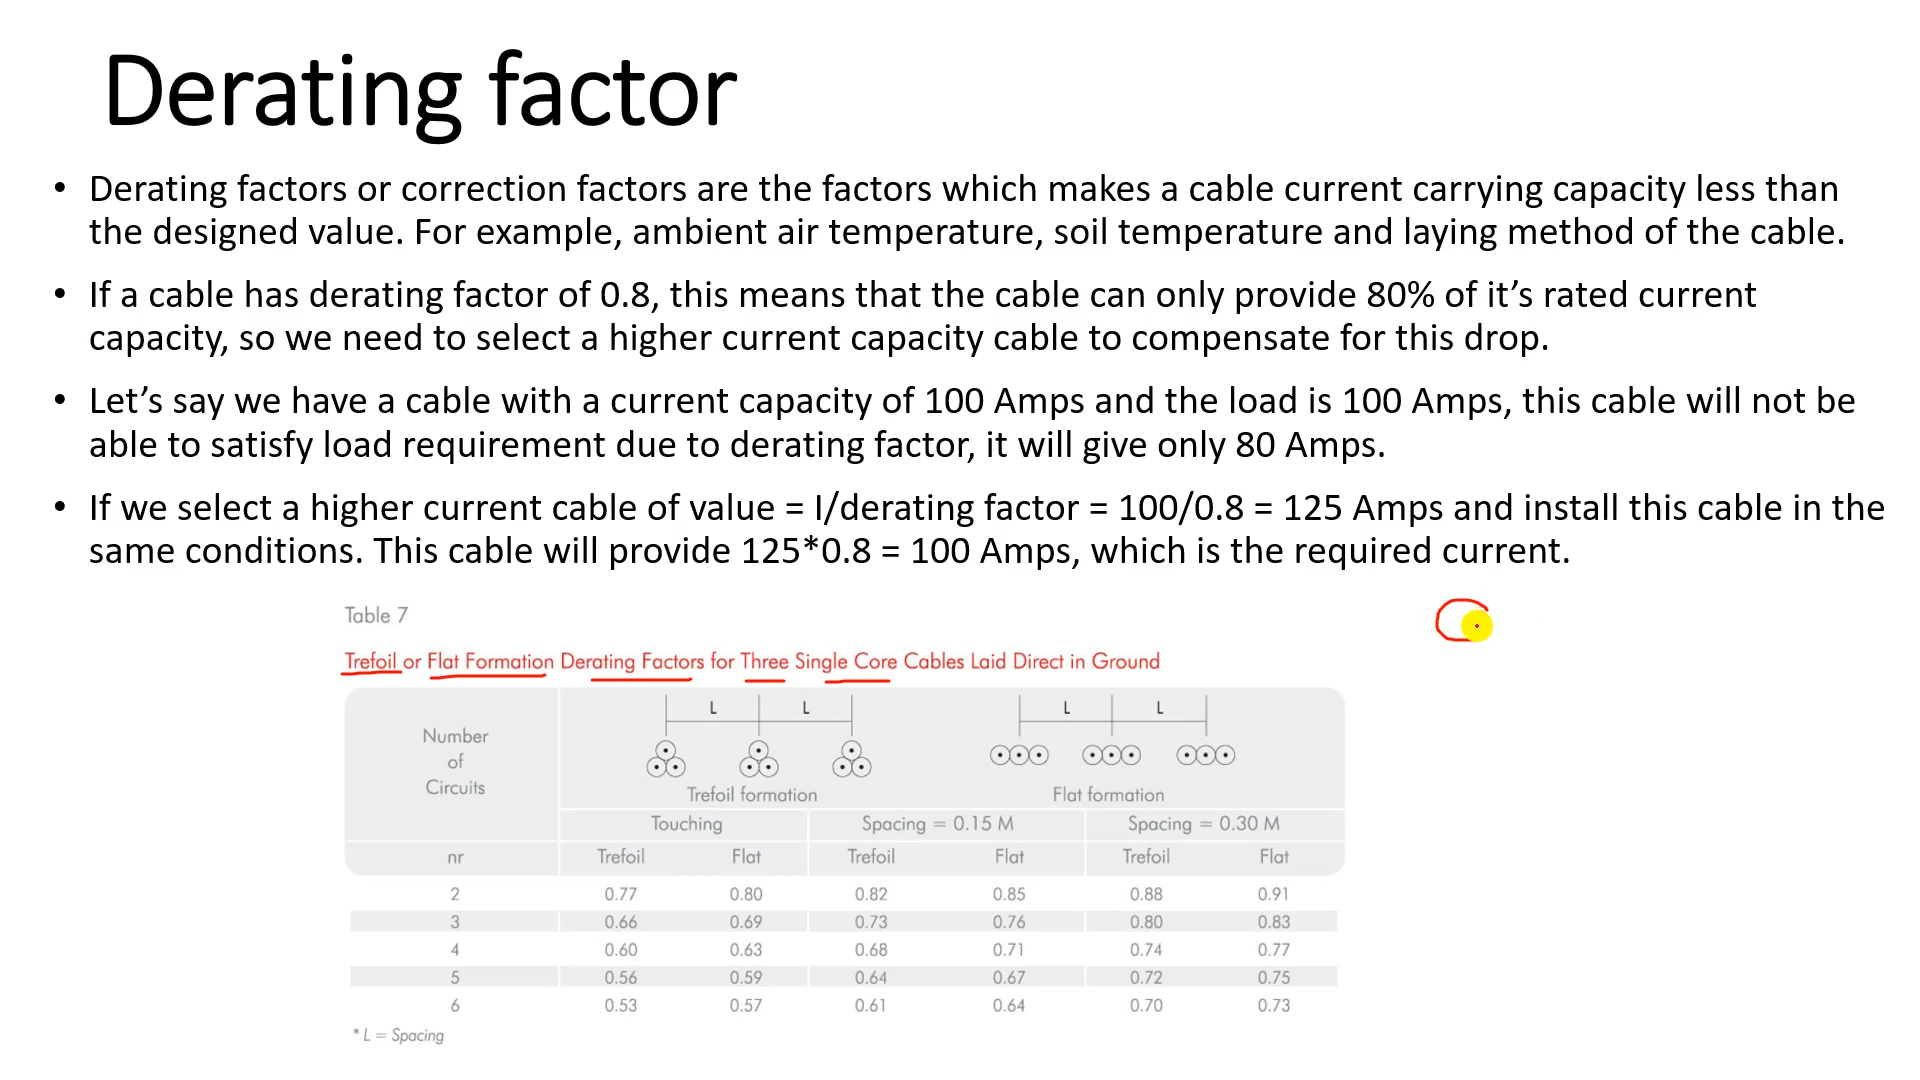 Derating factor
• Derating factors or correction factors are the factors which makes a cable current carrying capacity less than
the designed value. For example, ambient air temperature, soil temperature and laying method of the cable.
• If a cable has derating factor of 0.8, this means that the cable can only provide 80% of it’s rated current
capacity, so we need to select a higher current capacity cable to compensate for this drop.
• Let’s say we have a cable with a current capacity of 100 Amps and the load is 100 Amps, this cable will not be
able to satisfy load requirement due to derating factor, it will give only 80 Amps.
• If we select a higher current cable of value = I/derating factor = 100/0.8 = 125 Amps and install this cable in the
same conditions. This cable will provide 125*0.8 = 100 Amps, which is the required current.
Table 7
Trefoil or Flat Formation Derating Factors for Three Single Core Cables Laid Direct in Ground
L L L L
Number
of
Circuits
Trefoil formation Flat formation
Touching Spacing = 0.15 M Spacing = 0.30 M
nr Trefoil Flat Trefoil Flat Trefoil Flat
2 0.77 0.80 0.82 0.85 0.88 0.91
3 0.66 0.69 0.73 0.76 0.80 0.83
4 0.60 0.63 0.68 0.71 0.74 0.77
5 0.56 0.59 0.64 0.67 0.72 0.75
6 0.53 0.57 0.61 0.64 0.70 0.73
* L = Spacing